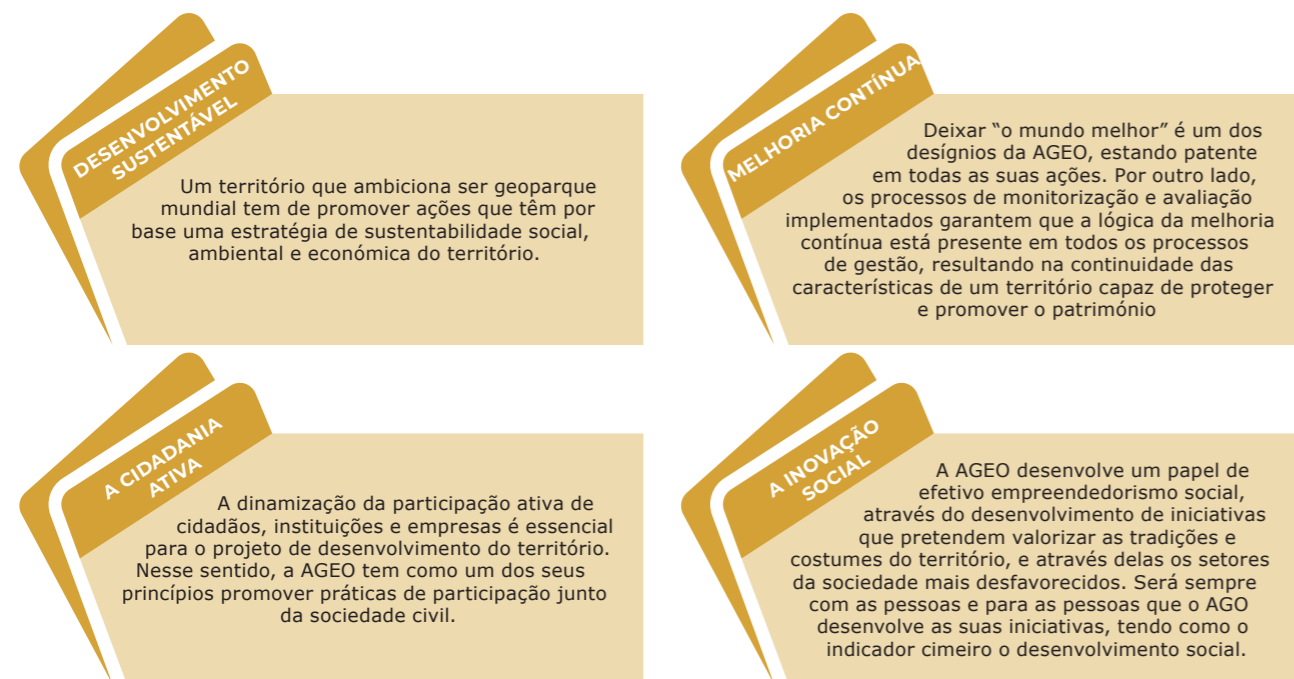 DESENVOLVIMENTO
SUSTENTÁVEL
Um território que ambiciona ser geoparque
mundial tem de promover ações que têm por
base uma estratégia de sustentabilidade social,
ambiental e económica do território.
MELHORIA CONTÍNUA
Deixar “o mundo melhor” é um dos
desígnios da AGEO, estando patente
em todas as suas ações. Por outro lado,
os processos de monitorização e avaliação
implementados garantem que a lógica da melhoria
contínua está presente em todos os processos
de gestão, resultando na continuidade das
características de um território capaz de proteger
e promover o património
A CIDADANIA
ATIVA
A dinamização da participação ativa de
cidadãos, instituições e empresas é essencial
para o projeto de desenvolvimento do território.
Nesse sentido, a AGEO tem como um dos seus
princípios promover práticas de participação junto
da sociedade civil.
A INOVAÇÃO
SOCIAL
A AGEO desenvolve um papel de
efetivo empreendedorismo social,
através do desenvolvimento de iniciativas
que pretendem valorizar as tradições e
costumes do território, e através delas os setores
da sociedade mais desfavorecidos. Será sempre
com as pessoas e para as pessoas que o AGO
desenvolve as suas iniciativas, tendo como o
indicador cimeiro o desenvolvimento social.